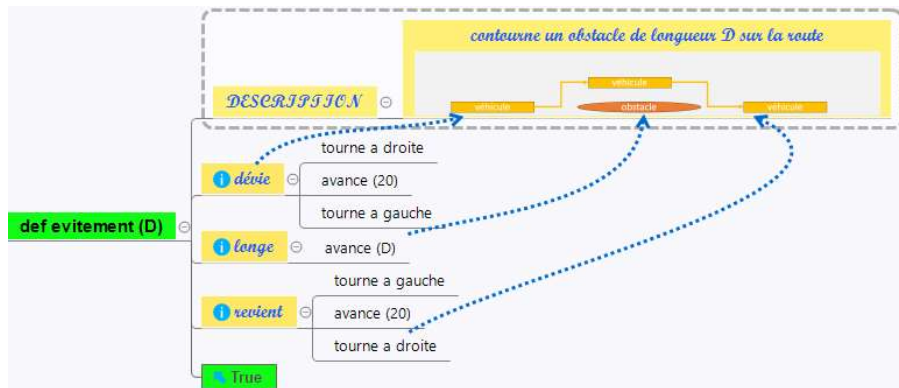 contourne un obstacle de longueur D sur la route
DESCRIPTION
véhicule
véhicule
obstacle
véhicule
tourne a droite
dévie
avance (20)
tourne a gauche
def evitement (D)
longe
avance (D)
tourne a gauche
revient
avance (20)
tourne a droite
True